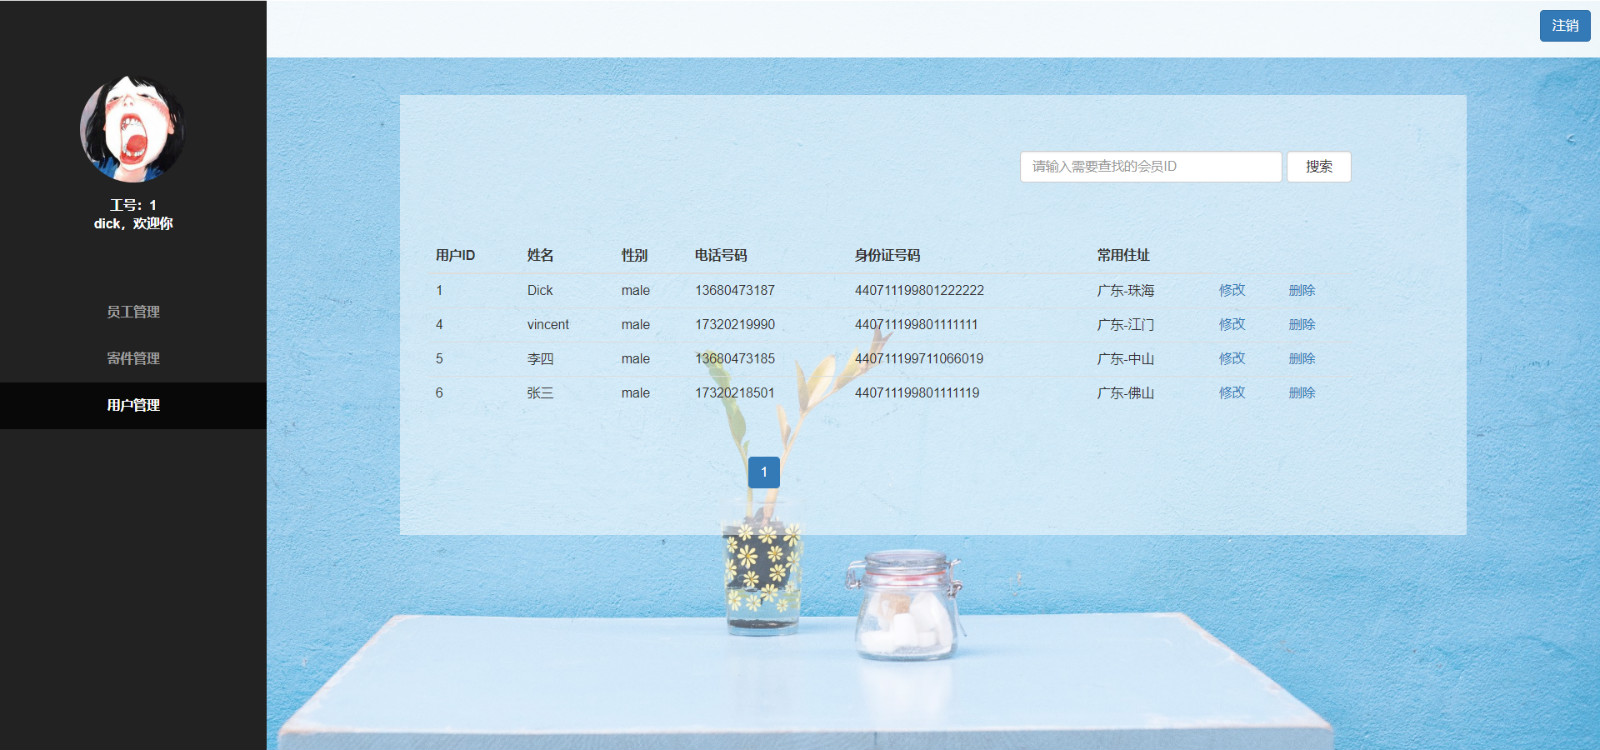 注销
工号：1
dick，欢迎你
员工管理
寄件管理
用户管理
请输入需要查找的会员ID 搜索
用户ID 姓名 性别 电话号码 身份证号码 常用住址
1 Dick male 13680473187 440711199801222222 广东-珠海 修改 删除
4 vincent male 17320219990 440711199801111111 广东-江门 修改 删除
5 李四 male 13680473185 440711199711066019 广东-中山 修改 删除
6 张三 male 17320218501 440711199801111119 广东-佛山 修改 删除
1